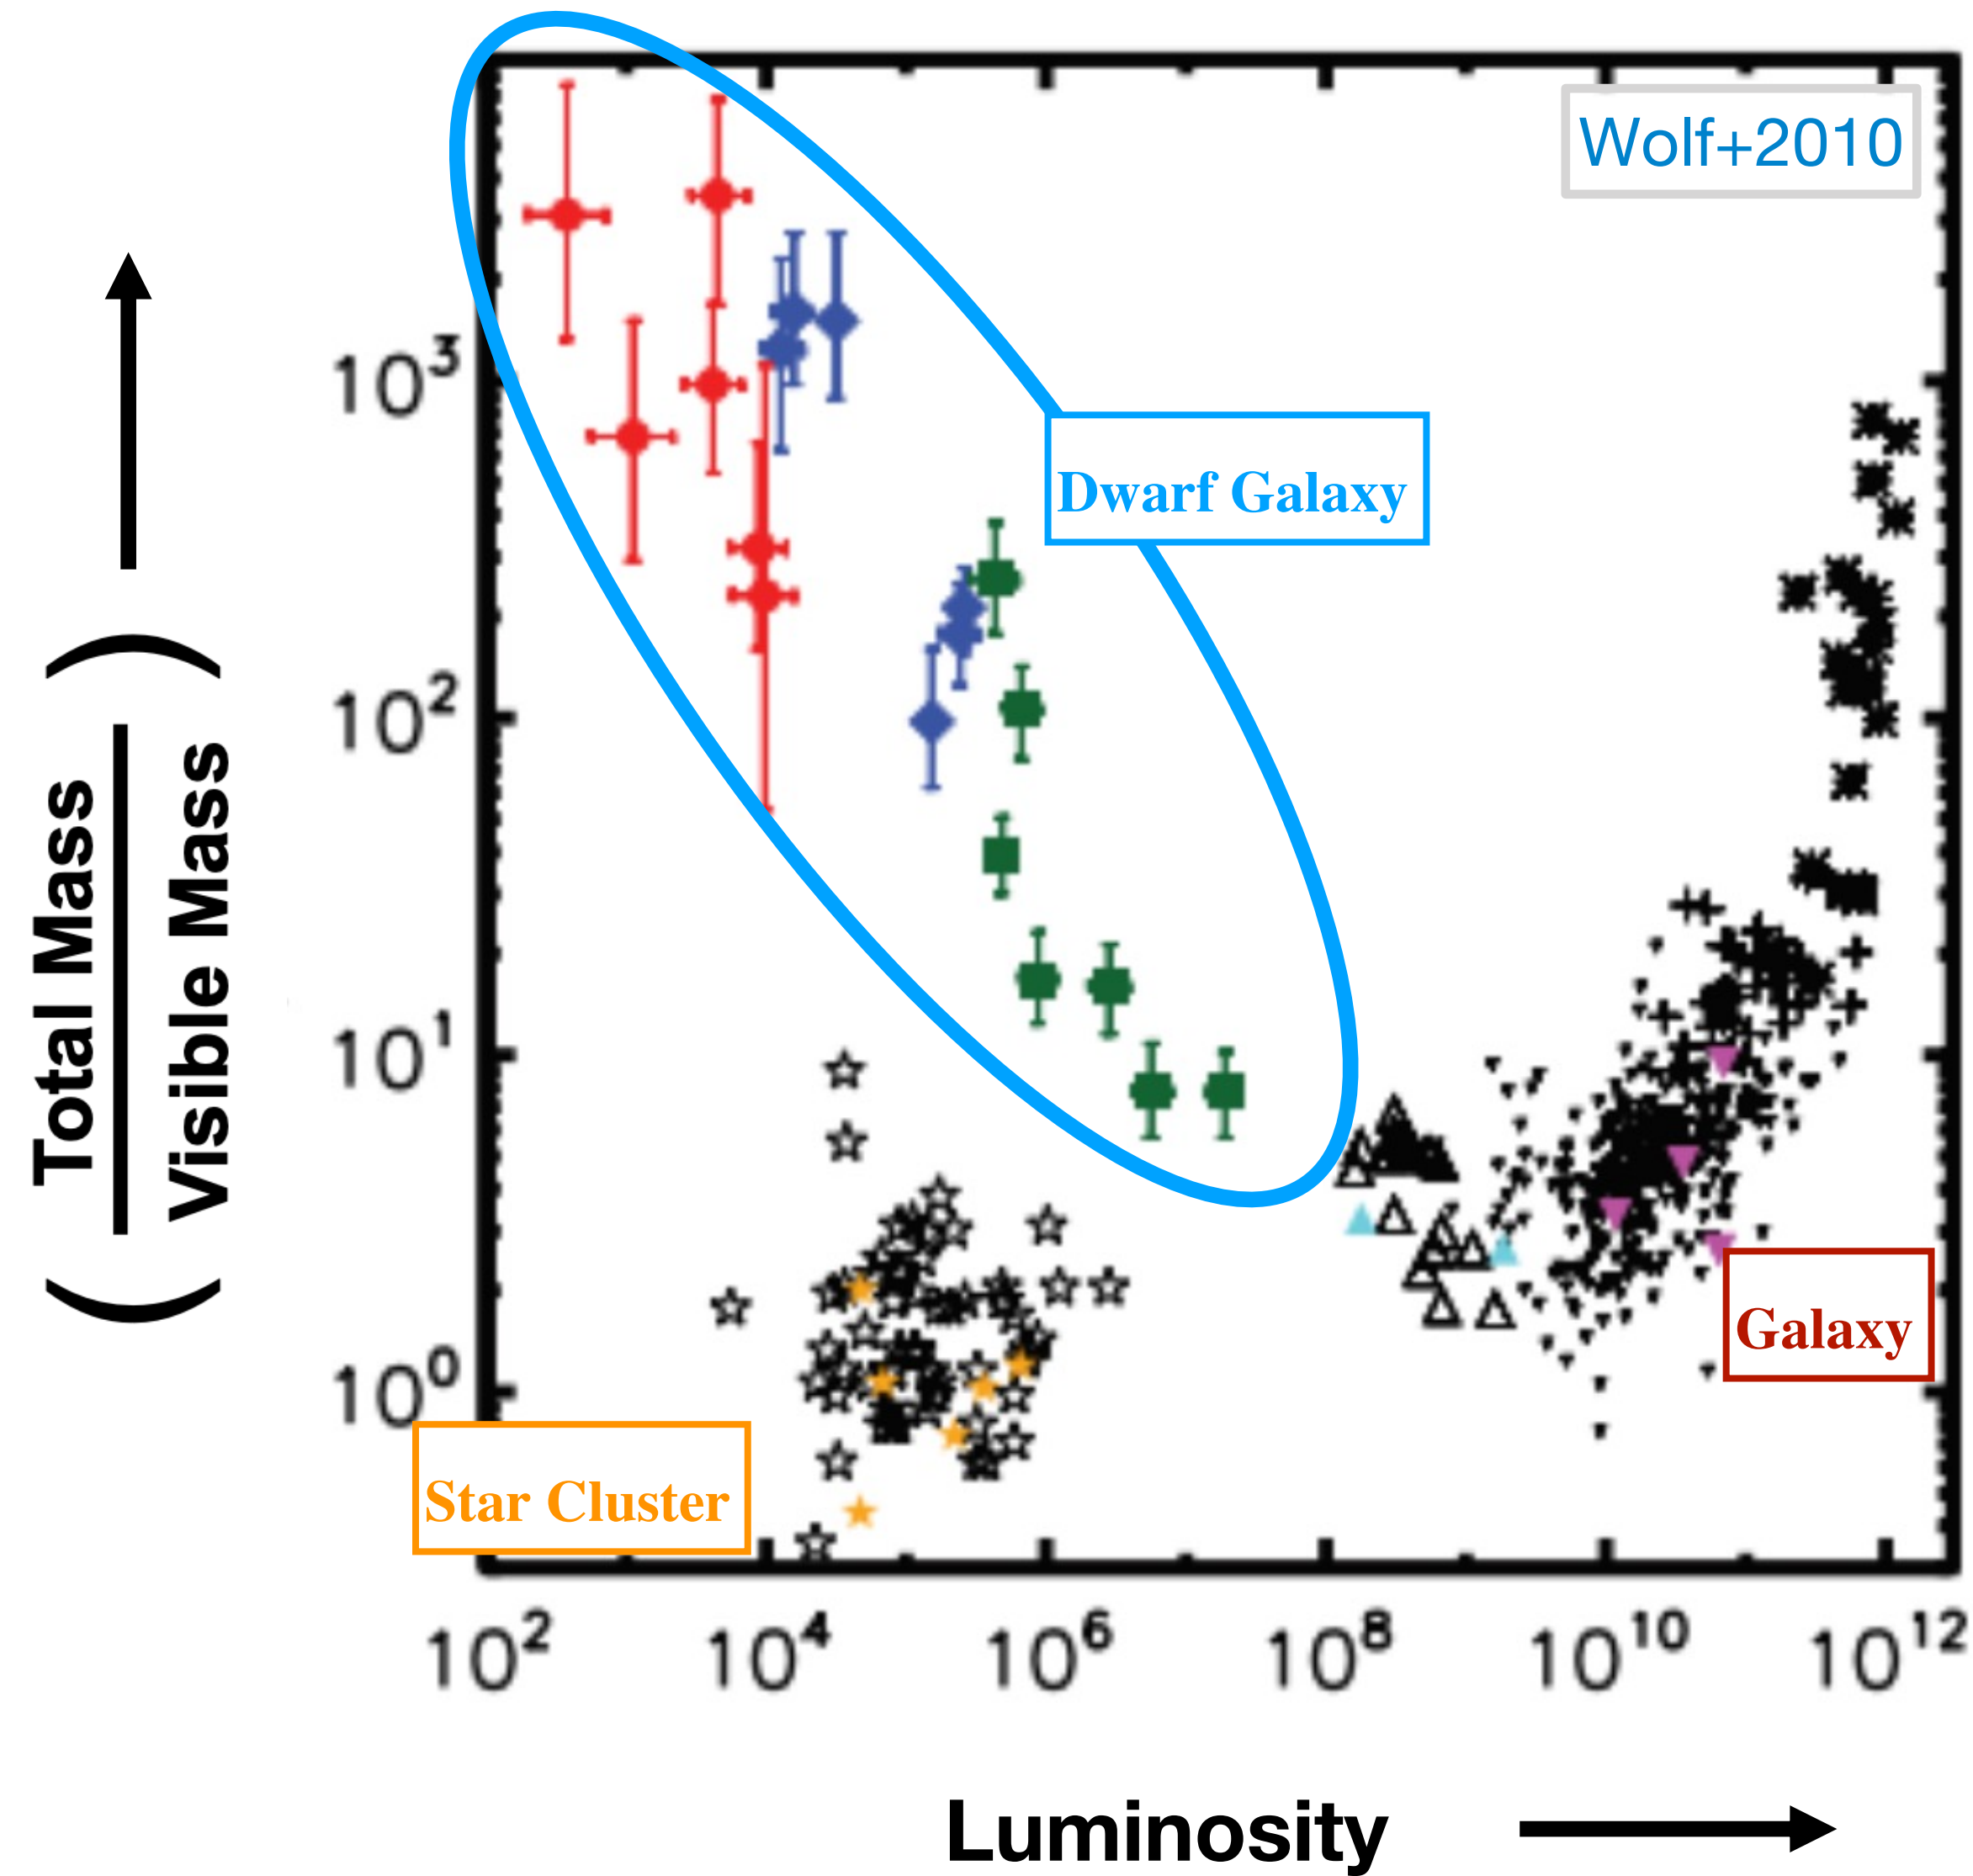 Wolf+2010
10³
Dwarf Galaxy
10²
Total Mass
Visible Mass
10¹
Galaxy
10⁰
Star Cluster
10² 10⁴ 10⁶ 10⁸ 10¹⁰ 10¹²
Luminosity